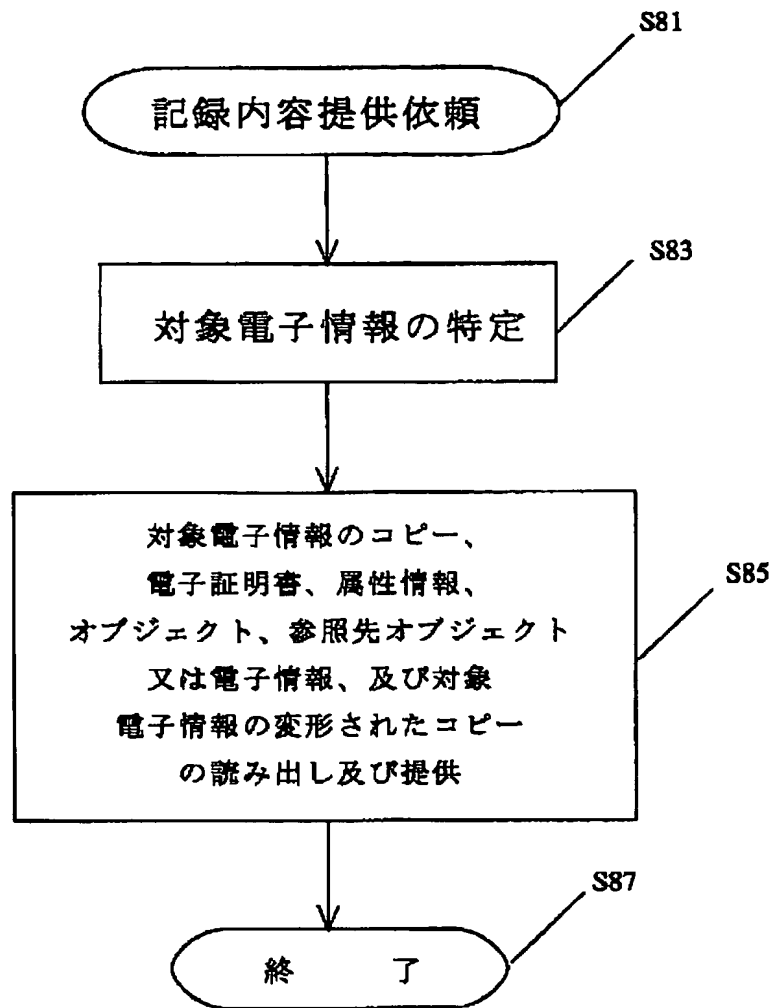 S81
記録内容提供依頼
S83
対象電子情報の特定
対象電子情報のコピー、
電子証明書、属性情報、
オブジェクト、参照先オブジェクト
又は電子情報、及び対象
電子情報の変形されたコピー
の読み出し及び提供
S85
S87
終 了